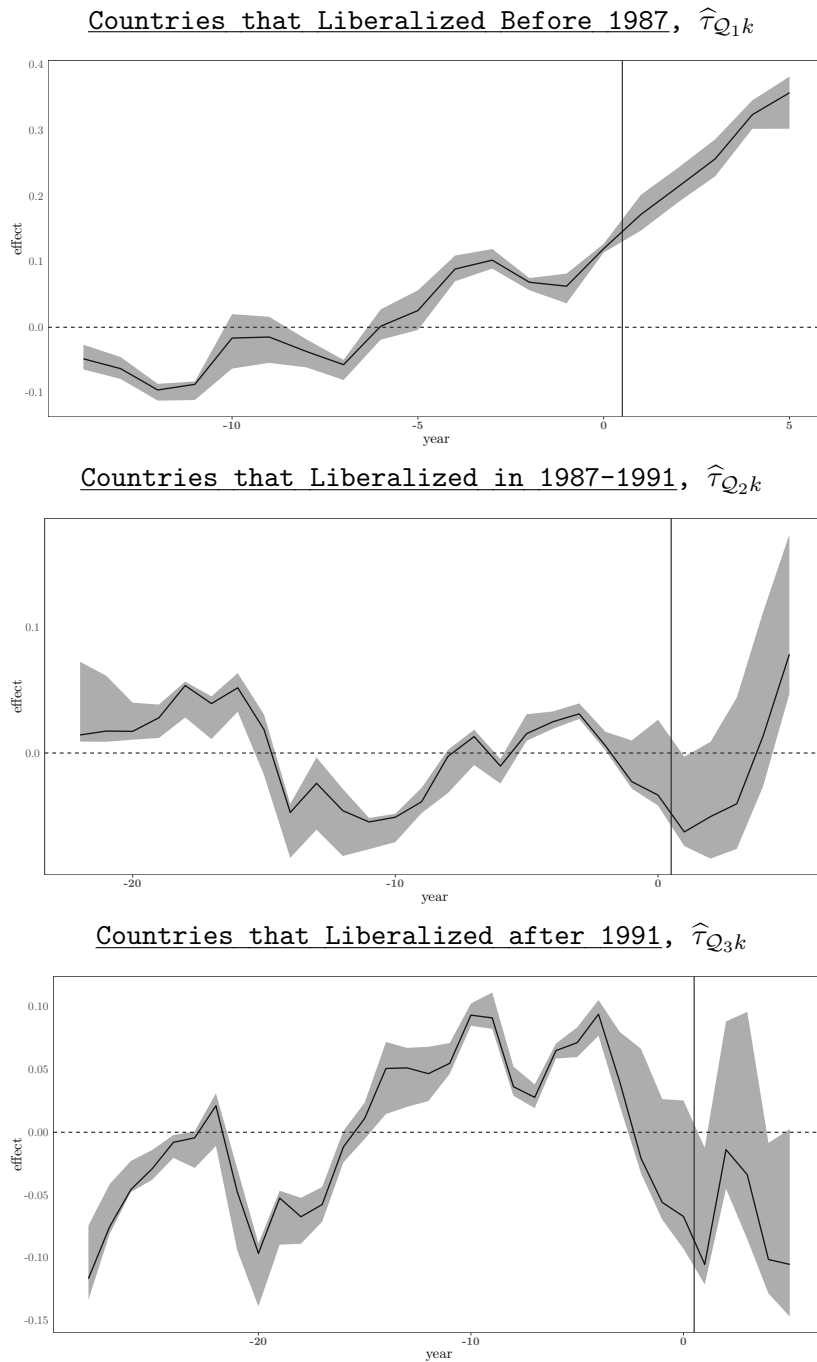 Countries that Liberalized Before 1987, τ̂_{𝒬₁k}
0.4
0.3
0.2
0.1
0.0
-0.1
effect
-10 -5 0 5
year
Countries that Liberalized in 1987-1991, τ̂_{𝒬₂k}
0.1
0.0
effect
-20 -10 0
year
Countries that Liberalized after 1991, τ̂_{𝒬₃k}
0.10
0.05
0.00
-0.05
-0.10
-0.15
effect
-20 -10 0
year